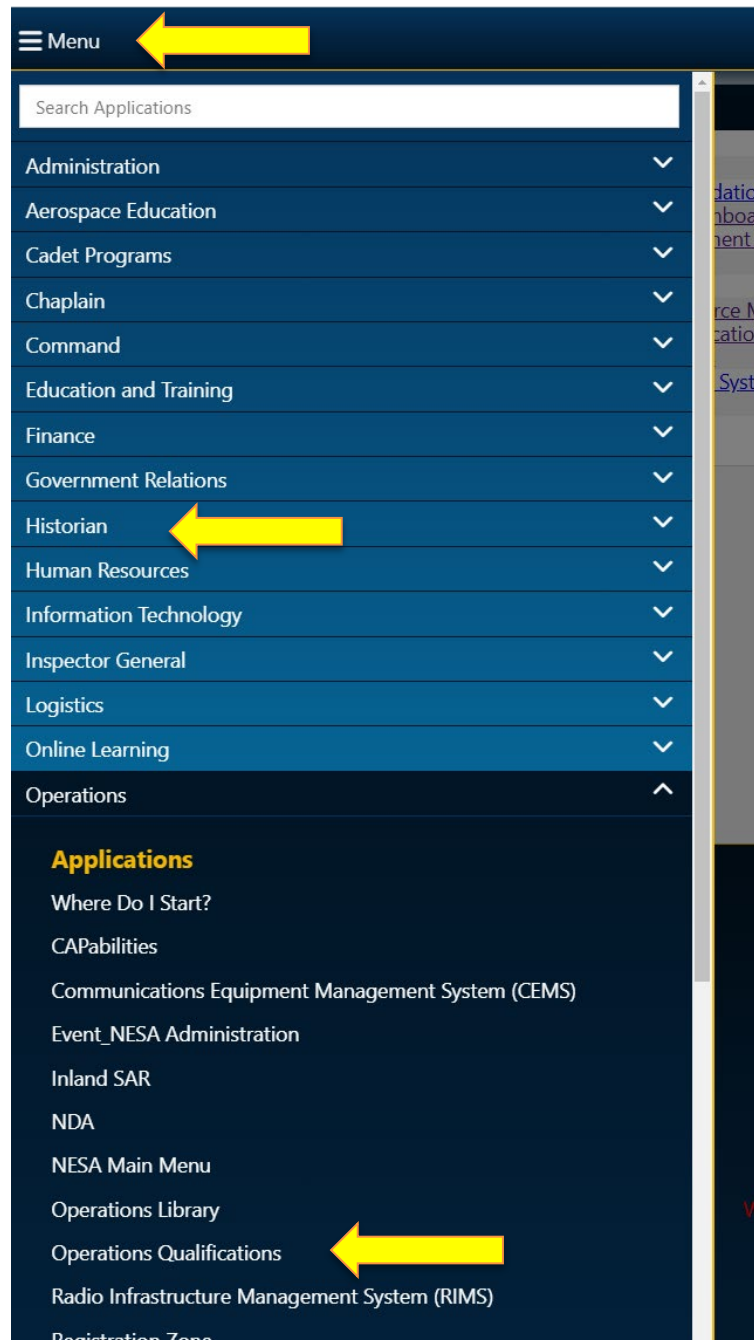 Menu
Search Applications
Administration
Aerospace Education
Cadet Programs
Chaplain
Command
Education and Training
Finance
Government Relations
Historian
Human Resources
Information Technology
Inspector General
Logistics
Online Learning
Operations
Applications
Where Do I Start?
CAPabilities
Communications Equipment Management System (CEMS)
Event_NESA Administration
Inland SAR
NDA
NESA Main Menu
Operations Library
Operations Qualifications
Radio Infrastructure Management System (RIMS)
Registration Zone